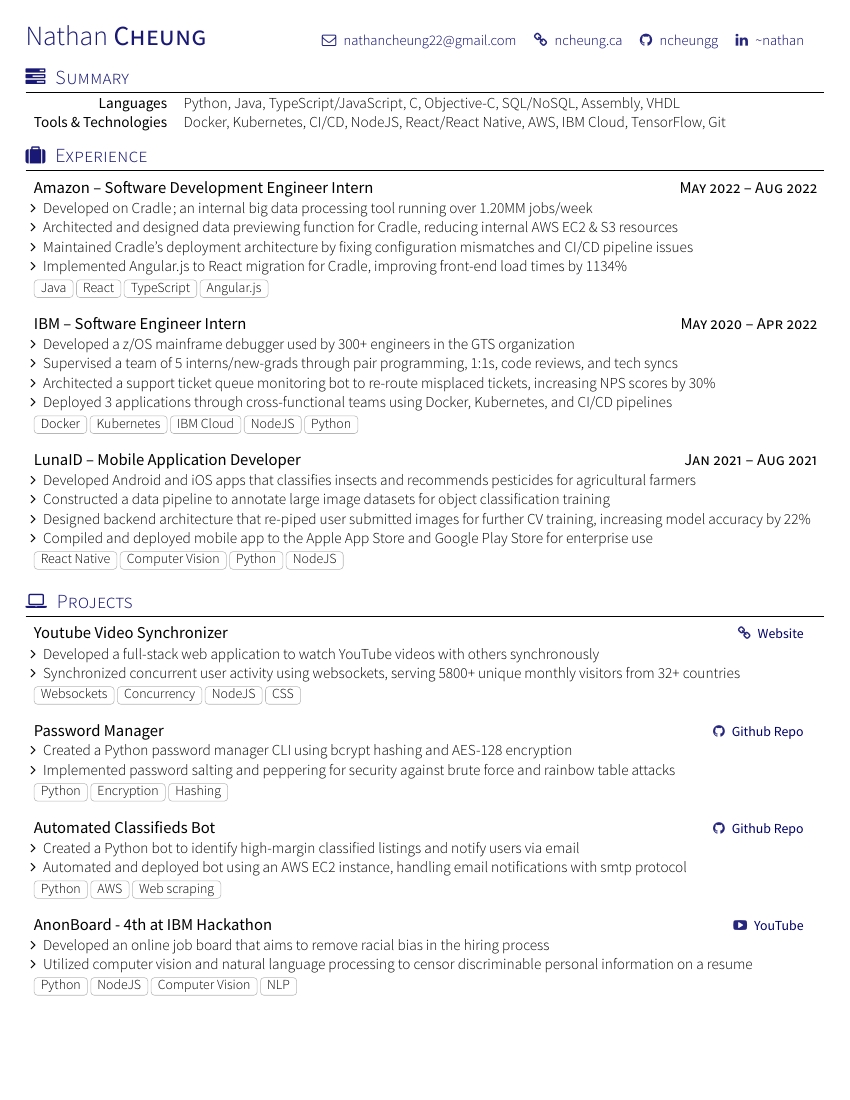 Nathan CHEUNG
nathancheung22@gmail.com ncheung.ca ncheungg ~nathan
SUMMARY
Languages Python, Java, TypeScript/JavaScript, C, Objective-C, SQL/NoSQL, Assembly, VHDL
Tools & Technologies Docker, Kubernetes, CI/CD, NodeJS, React/React Native, AWS, IBM Cloud, TensorFlow, Git
EXPERIENCE
Amazon – Software Development Engineer Intern MAY 2022 – AUG 2022
Developed on Cradle; an internal big data processing tool running over 1.20MM jobs/week
Architected and designed data previewing function for Cradle, reducing internal AWS EC2 & S3 resources
Maintained Cradle's deployment architecture by fixing configuration mismatches and CI/CD pipeline issues
Implemented Angular.js to React migration for Cradle, improving front-end load times by 1134%
Java React TypeScript Angular.js
IBM – Software Engineer Intern MAY 2020 – APR 2022
Developed a z/OS mainframe debugger used by 300+ engineers in the GTS organization
Supervised a team of 5 interns/new-grads through pair programming, 1:1s, code reviews, and tech syncs
Architected a support ticket queue monitoring bot to re-route misplaced tickets, increasing NPS scores by 30%
Deployed 3 applications through cross-functional teams using Docker, Kubernetes, and CI/CD pipelines
Docker Kubernetes IBM Cloud NodeJS Python
LunaID – Mobile Application Developer JAN 2021 – AUG 2021
Developed Android and iOS apps that classifies insects and recommends pesticides for agricultural farmers
Constructed a data pipeline to annotate large image datasets for object classification training
Designed backend architecture that re-piped user submitted images for further CV training, increasing model accuracy by 22%
Compiled and deployed mobile app to the Apple App Store and Google Play Store for enterprise use
React Native Computer Vision Python NodeJS
PROJECTS
Youtube Video Synchronizer Website
Developed a full-stack web application to watch YouTube videos with others synchronously
Synchronized concurrent user activity using websockets, serving 5800+ unique monthly visitors from 32+ countries
Websockets Concurrency NodeJS CSS
Password Manager Github Repo
Created a Python password manager CLI using bcrypt hashing and AES-128 encryption
Implemented password salting and peppering for security against brute force and rainbow table attacks
Python Encryption Hashing
Automated Classifieds Bot Github Repo
Created a Python bot to identify high-margin classified listings and notify users via email
Automated and deployed bot using an AWS EC2 instance, handling email notifications with smtp protocol
Python AWS Web scraping
AnonBoard - 4th at IBM Hackathon YouTube
Developed an online job board that aims to remove racial bias in the hiring process
Utilized computer vision and natural language processing to censor discriminable personal information on a resume
Python NodeJS Computer Vision NLP